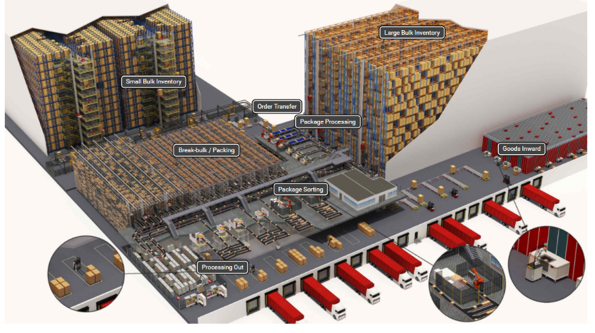 Large Bulk Inventory
Small Bulk Inventory
Order Transfer
Package Processing
Break-bulk / Packing
Goods Inward
Package Sorting
Processing Out